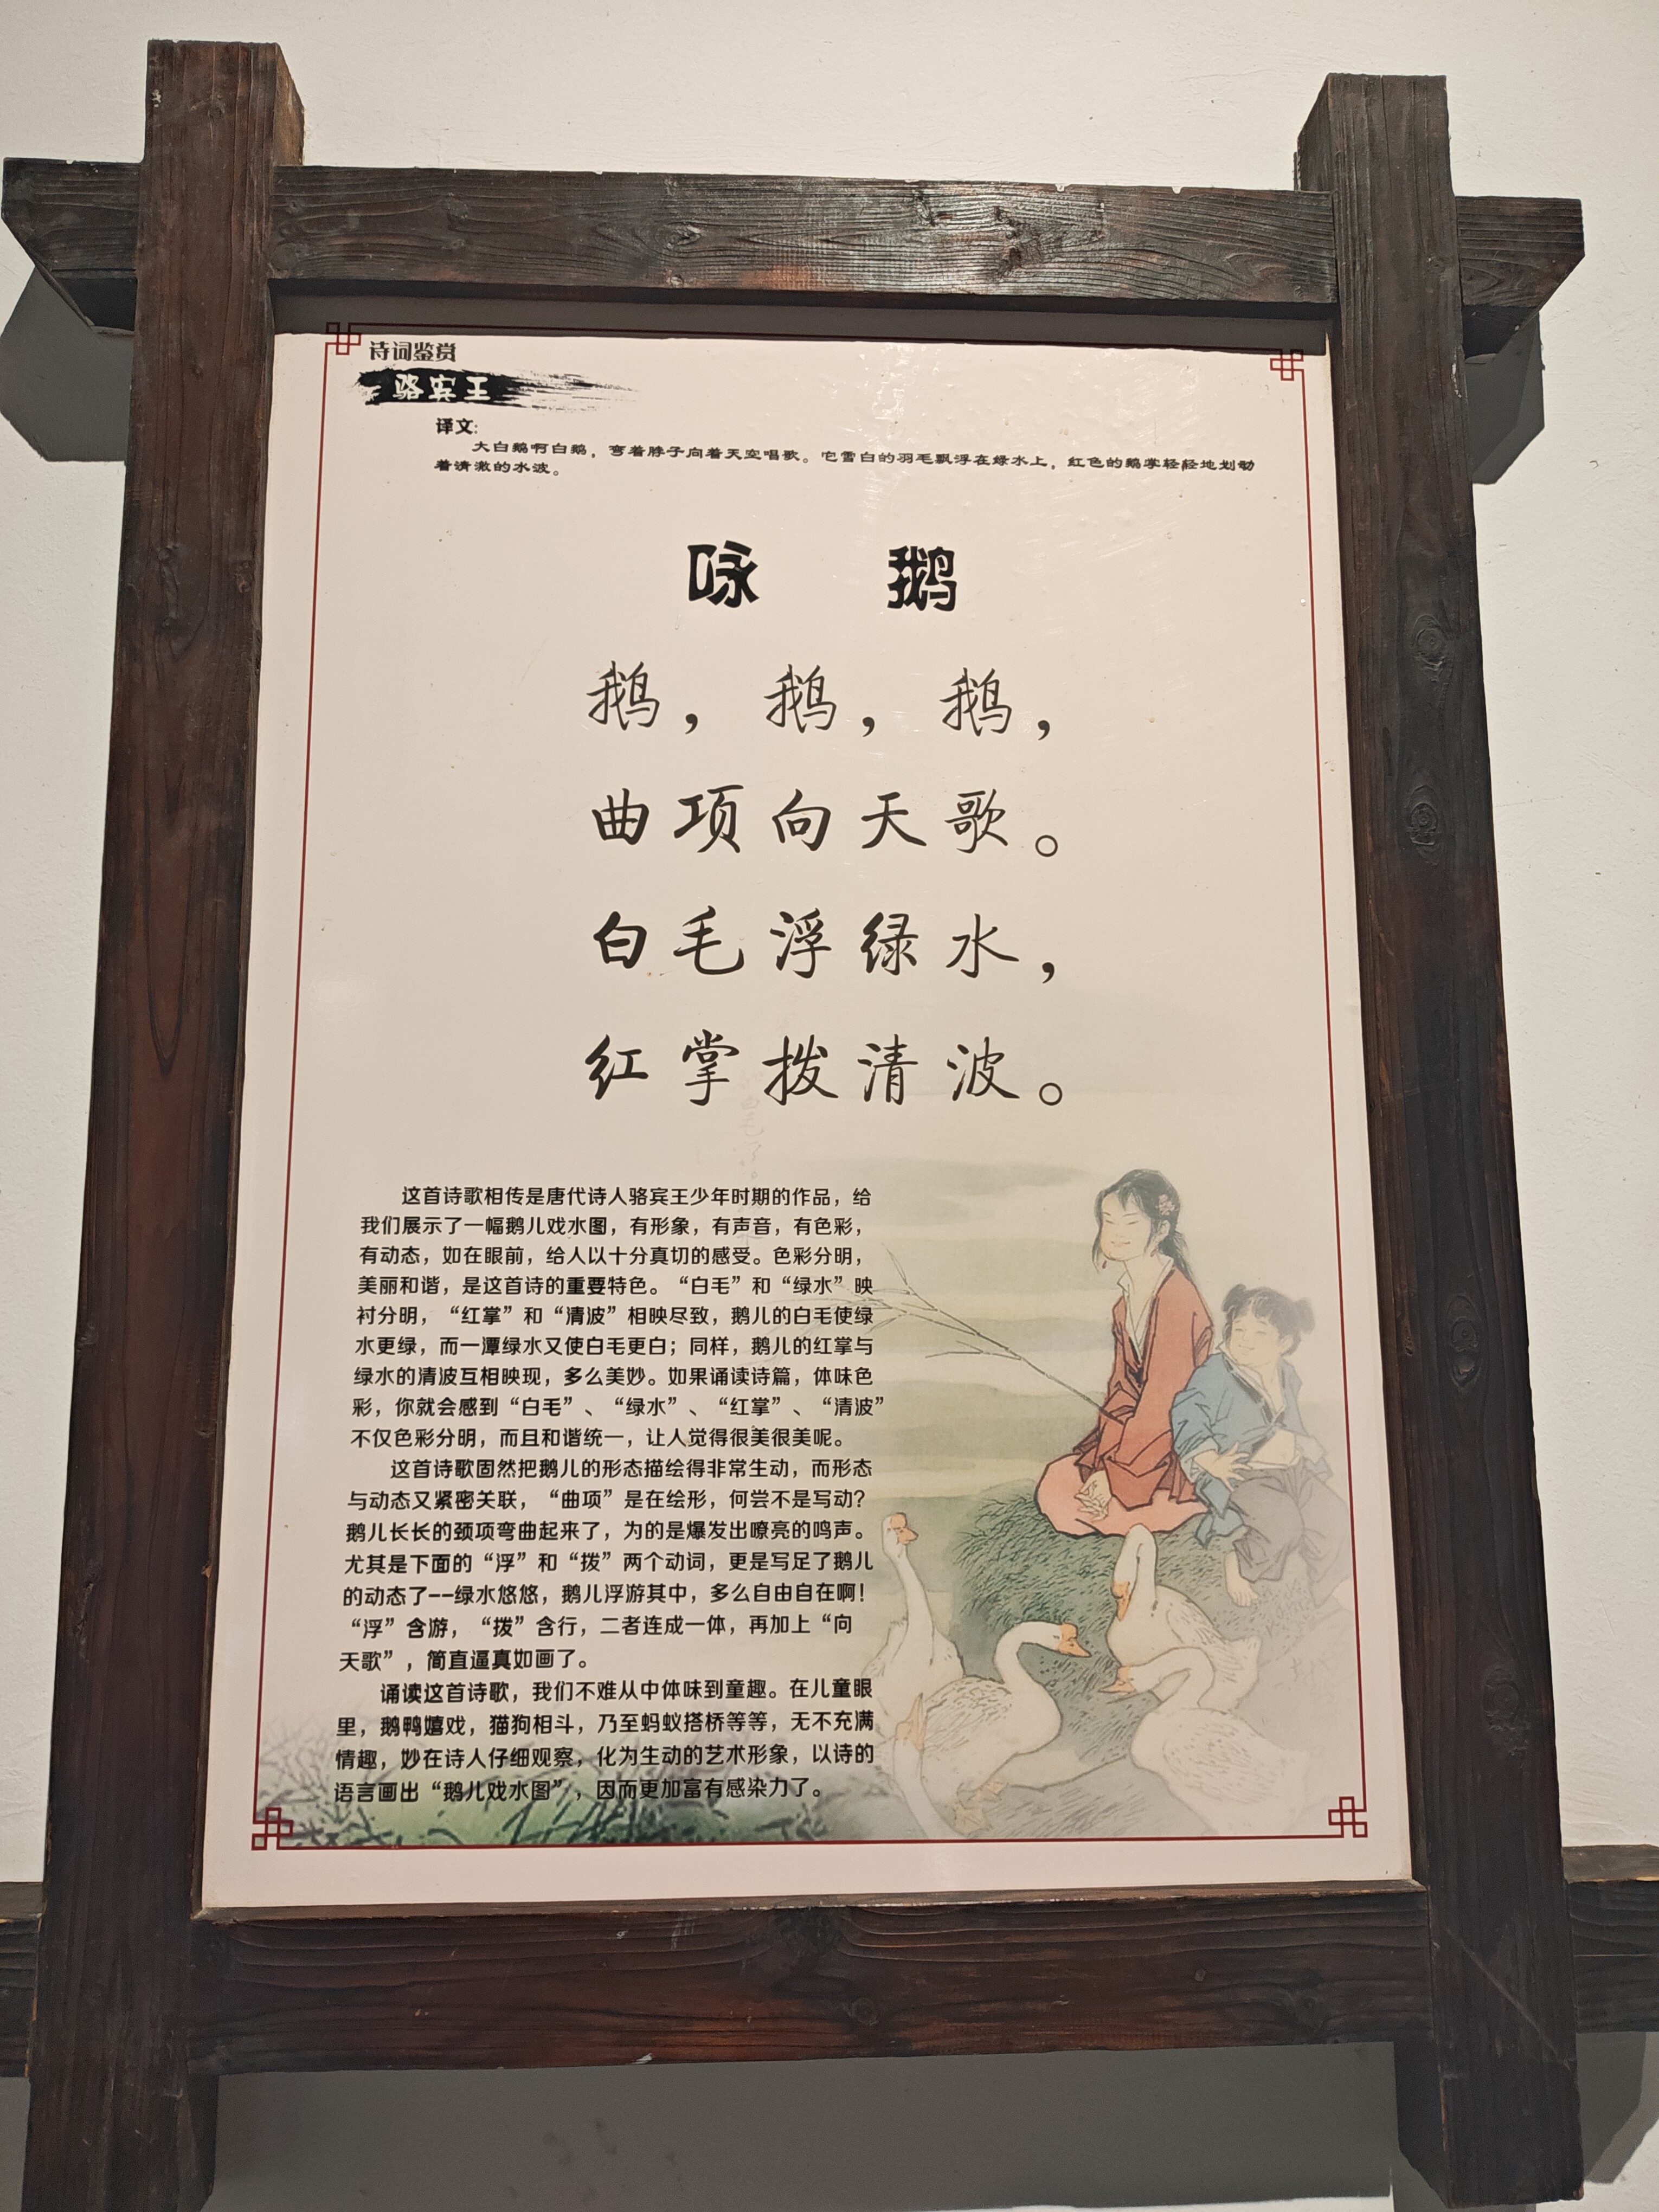 诗词鉴赏
骆宾王
译文:
大白鹅啊白鹅，弯着脖子向着天空唱歌。它雪白的羽毛飘浮在绿水上，红色的鹅掌轻轻地划动
着清澈的水波。
咏 鹅
鹅，鹅，鹅，
曲项向天歌。
白毛浮绿水，
红掌拨清波。
这首诗歌相传是唐代诗人骆宾王少年时期的作品，给
我们展示了一幅鹅儿戏水图，有形象，有声音，有色彩，
有动态，如在眼前，给人以十分真切的感受。色彩分明，
美丽和谐，是这首诗的重要特色。“白毛”和“绿水”映
衬分明，“红掌”和“清波”相映尽致，鹅儿的白毛使绿
水更绿，而一潭绿水又使白毛更白；同样，鹅儿的红掌与
绿水的清波互相映现，多么美妙。如果诵读诗篇，体味色
彩，你就会感到“白毛”、“绿水”、“红掌”、“清波”
不仅色彩分明，而且和谐统一，让人觉得很美很美呢。
这首诗歌固然把鹅儿的形态描绘得非常生动，而形态
与动态又紧密关联，“曲项”是在绘形，何尝不是写动？
鹅儿长长的颈项弯曲起来了，为的是爆发出嘹亮的鸣声。
尤其是下面的“浮”和“拨”两个动词，更是写足了鹅儿
的动态了--绿水悠悠，鹅儿浮游其中，多么自由自在啊！
“浮”含游，“拨”含行，二者连成一体，再加上“向
天歌”，简直逼真如画了。
诵读这首诗歌，我们不难从中体味到童趣。在儿童眼
里，鹅鸭嬉戏，猫狗相斗，乃至蚂蚁搭桥等等，无不充满
情趣，妙在诗人仔细观察，化为生动的艺术形象，以诗的
语言画出“鹅儿戏水图”，因而更加富有感染力了。